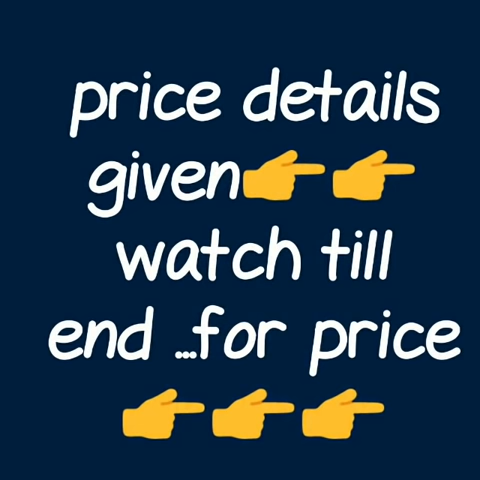 price details
given👉👉
watch till
end ...for price
👉👉👉